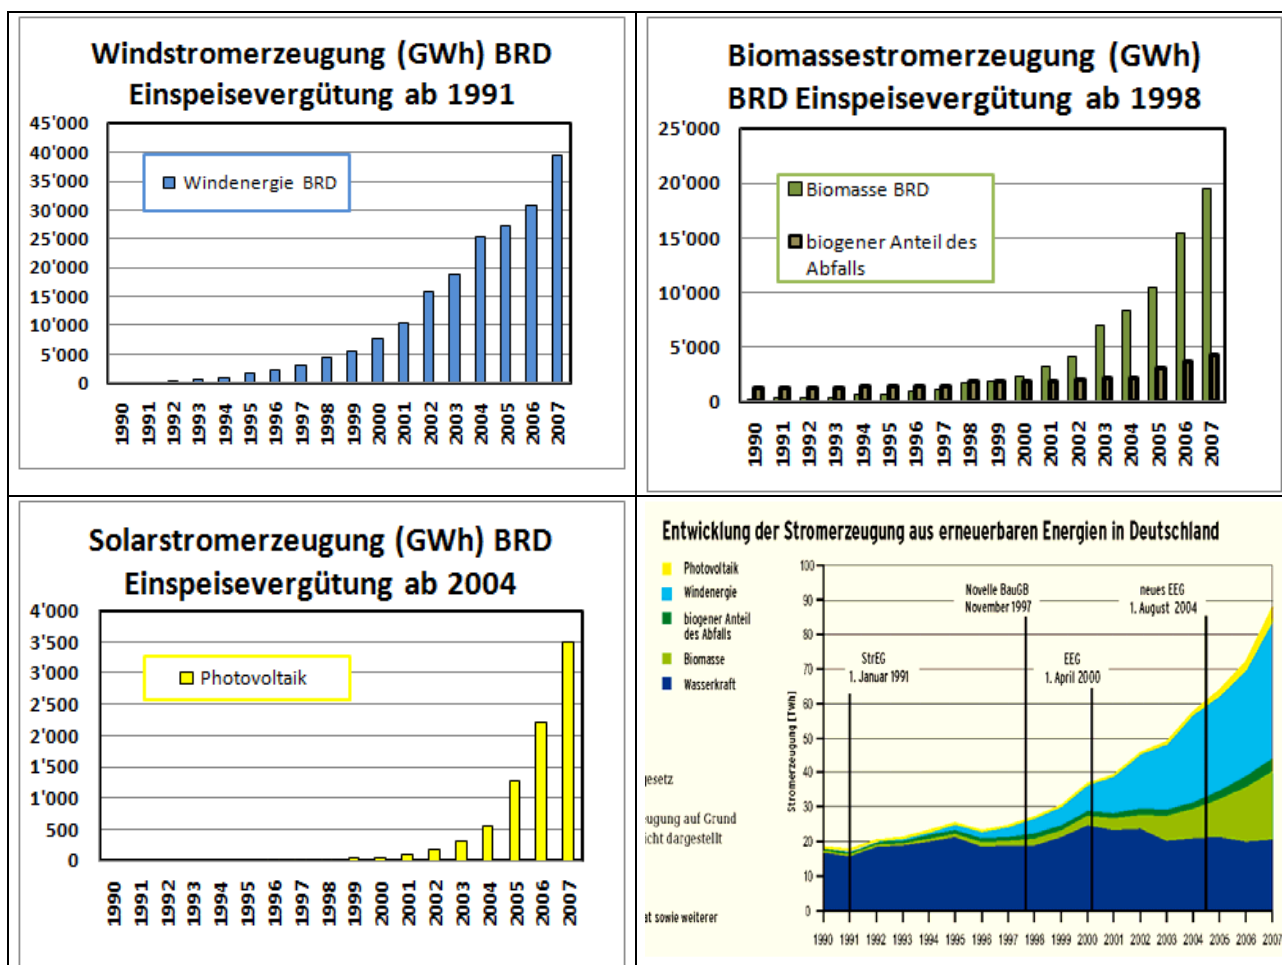 Windstromerzeugung (GWh) BRD
Einspeisevergütung ab 1991
45'000
40'000
35'000
30'000
25'000
20'000
15'000
10'000
5'000
0
Windenergie BRD
1990 1991 1992 1993 1994 1995 1996 1997 1998 1999 2000 2001 2002 2003 2004 2005 2006 2007
Biomassestromerzeugung (GWh)
BRD Einspeisevergütung ab 1998
25'000
20'000
15'000
10'000
5'000
0
Biomasse BRD
biogener Anteil des
Abfalls
1990 1991 1992 1993 1994 1995 1996 1997 1998 1999 2000 2001 2002 2003 2004 2005 2006 2007
Solarstromerzeugung (GWh) BRD
Einspeisevergütung ab 2004
4'000
3'500
3'000
2'500
2'000
1'500
1'000
500
0
Photovoltaik
1990 1991 1992 1993 1994 1995 1996 1997 1998 1999 2000 2001 2002 2003 2004 2005 2006 2007
Entwicklung der Stromerzeugung aus erneuerbaren Energien in Deutschland
Photovoltaik
Windenergie
biogener Anteil
des Abfalls
Biomasse
Wasserkraft
gesetz
eugung auf Grund
icht dargestellt
at sowie weiterer
Stromerzeugung [TWh]
100
90
80
70
60
50
40
30
20
10
0
Novelle BauGB
November 1997
neues EEG
1. August 2004
StrEG
1. Januar 1991
EEG
1. April 2000
1990 1991 1992 1993 1994 1995 1996 1997 1998 1999 2000 2001 2002 2003 2004 2005 2006 2007